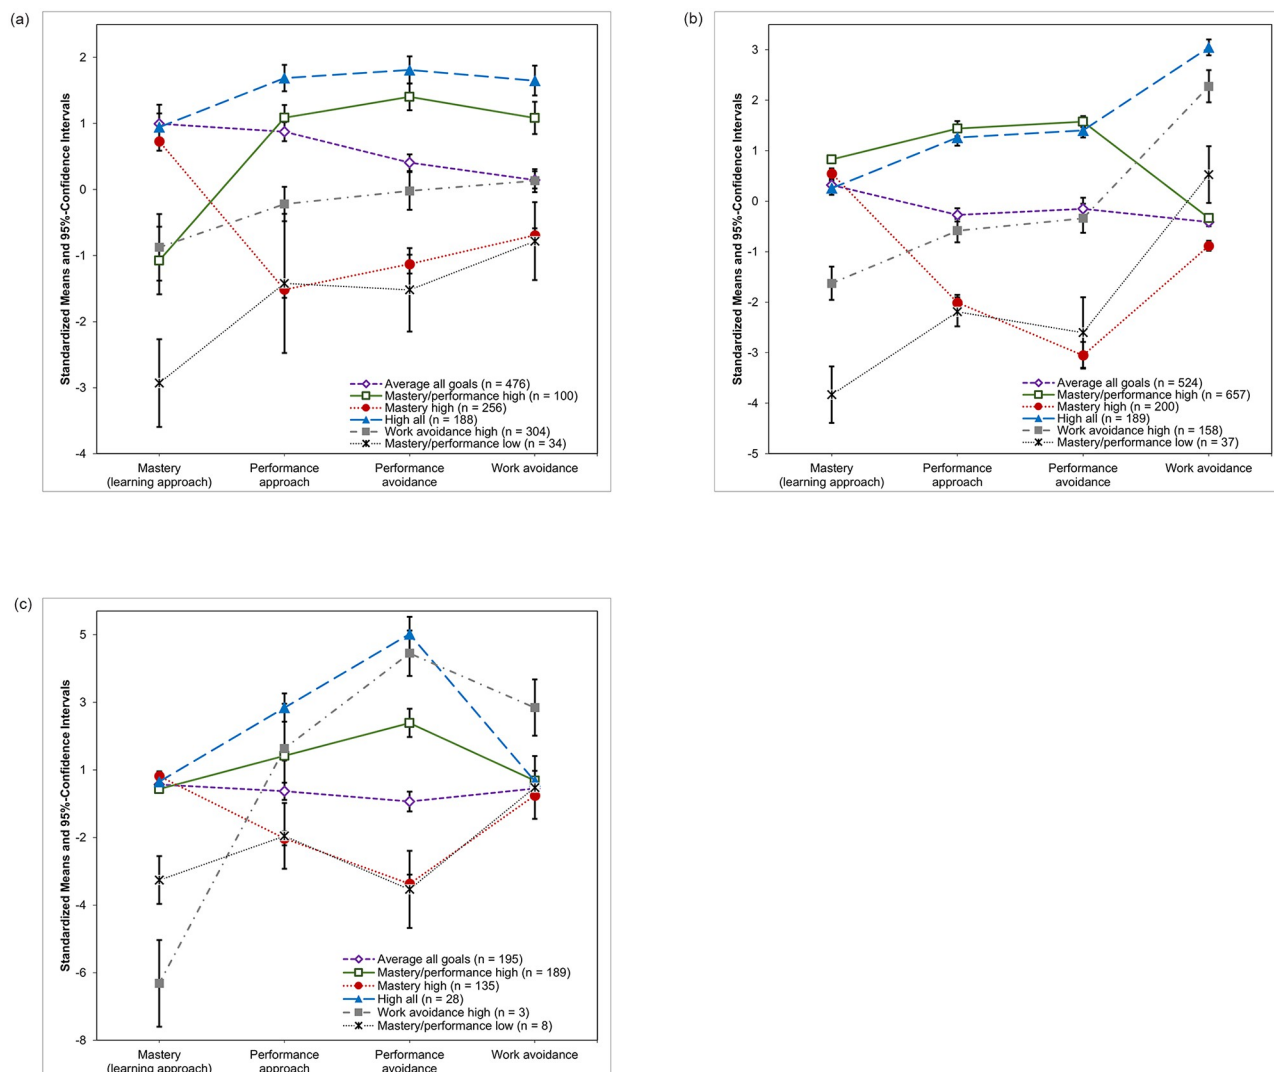 (a)
Standardized Means and 95%-Confidence Intervals
2
1
0
-1
-2
-3
-4
Average all goals (n = 476)
Mastery/performance high (n = 100)
Mastery high (n = 256)
High all (n = 188)
Work avoidance high (n = 304)
Mastery/performance low (n = 34)
Mastery Performance Performance Work avoidance
(learning approach) approach avoidance
(b)
Standardized Means and 95%-Confidence Intervals
3
2
1
0
-1
-2
-3
-4
-5
Average all goals (n = 524)
Mastery/performance high (n = 657)
Mastery high (n = 200)
High all (n = 189)
Work avoidance high (n = 158)
Mastery/performance low (n = 37)
Mastery Performance Performance Work avoidance
(learning approach) approach avoidance
(c)
Standardized Means and 95%-Confidence Intervals
5
3
1
-2
-4
-6
-8
Average all goals (n = 195)
Mastery/performance high (n = 189)
Mastery high (n = 135)
High all (n = 28)
Work avoidance high (n = 3)
Mastery/performance low (n = 8)
Mastery Performance Performance Work avoidance
(learning approach) approach avoidance